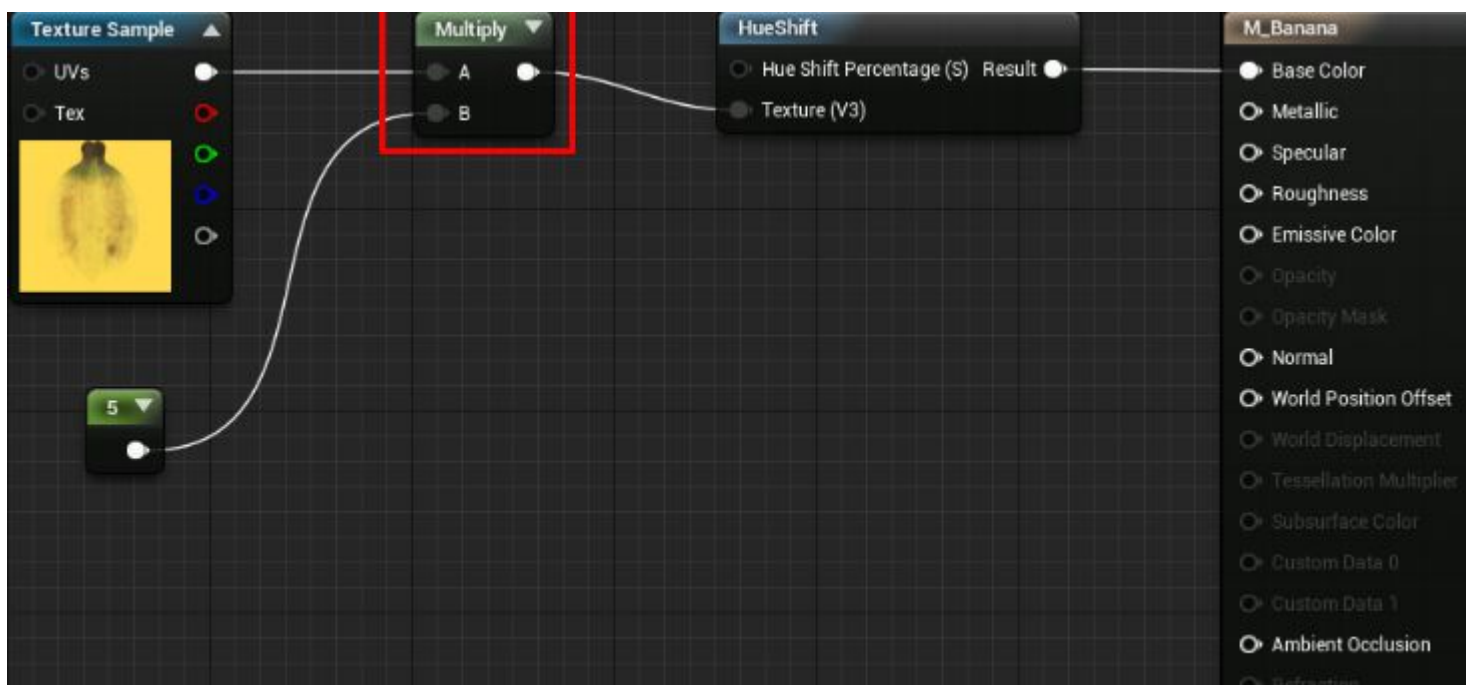 Texture Sample
UVs
Tex
5
Multiply
A
B
HueShift
Hue Shift Percentage (S) Result
Texture (V3)
M_Banana
Base Color
Metallic
Specular
Roughness
Emissive Color
Opacity
Opacity Mask
Normal
World Position Offset
World Displacement
Tessellation Multiplier
Subsurface Color
Custom Data 0
Custom Data 1
Ambient Occlusion